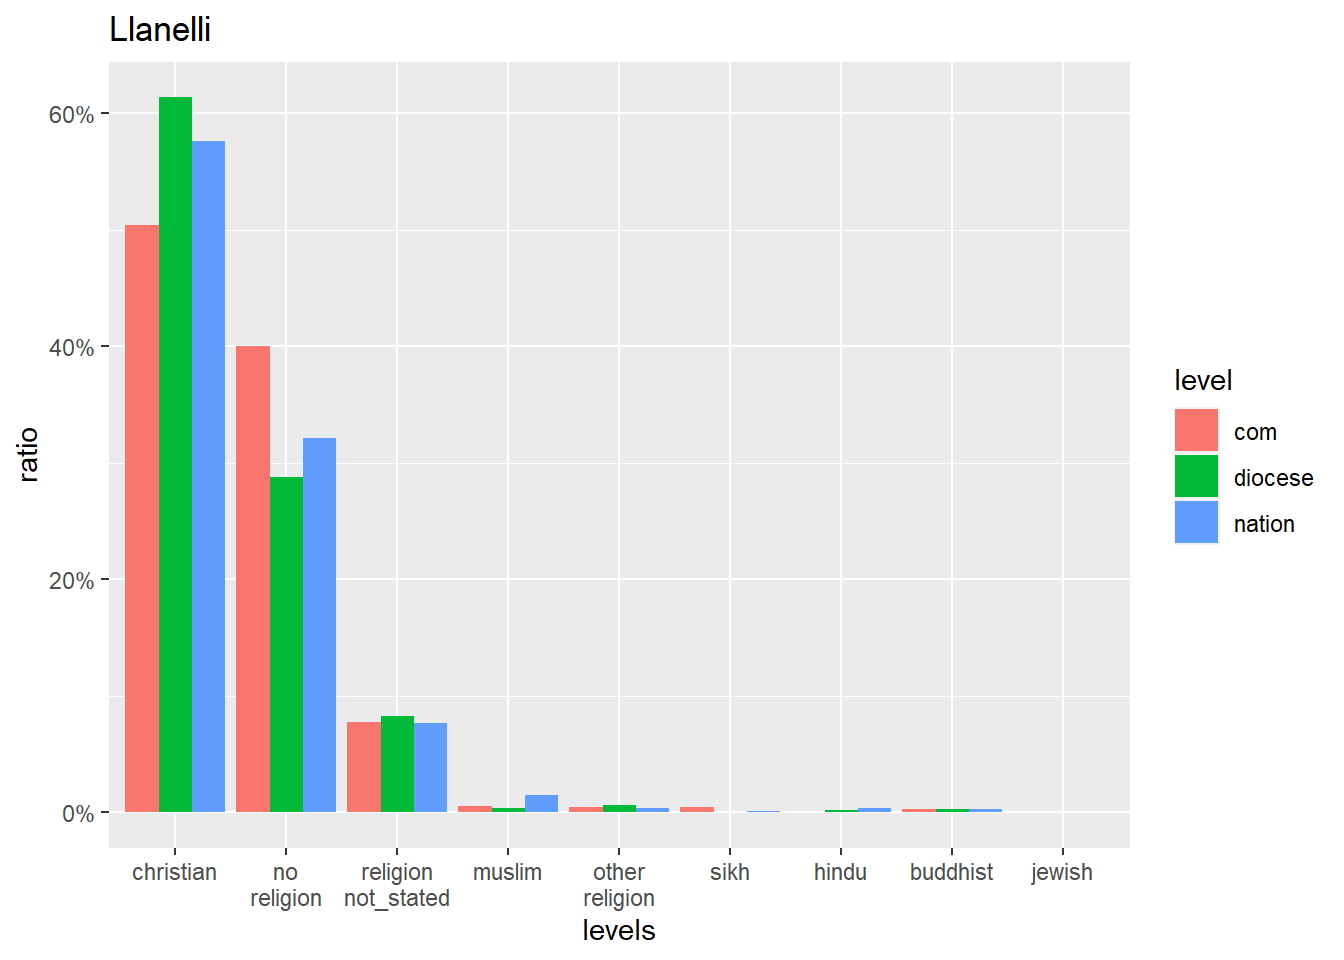 Llanelli
60%
40%
20%
0%
ratio
christian
no
religion
religion
not_stated
muslim
other
religion
sikh
hindu
buddhist
jewish
levels
level
com
diocese
nation